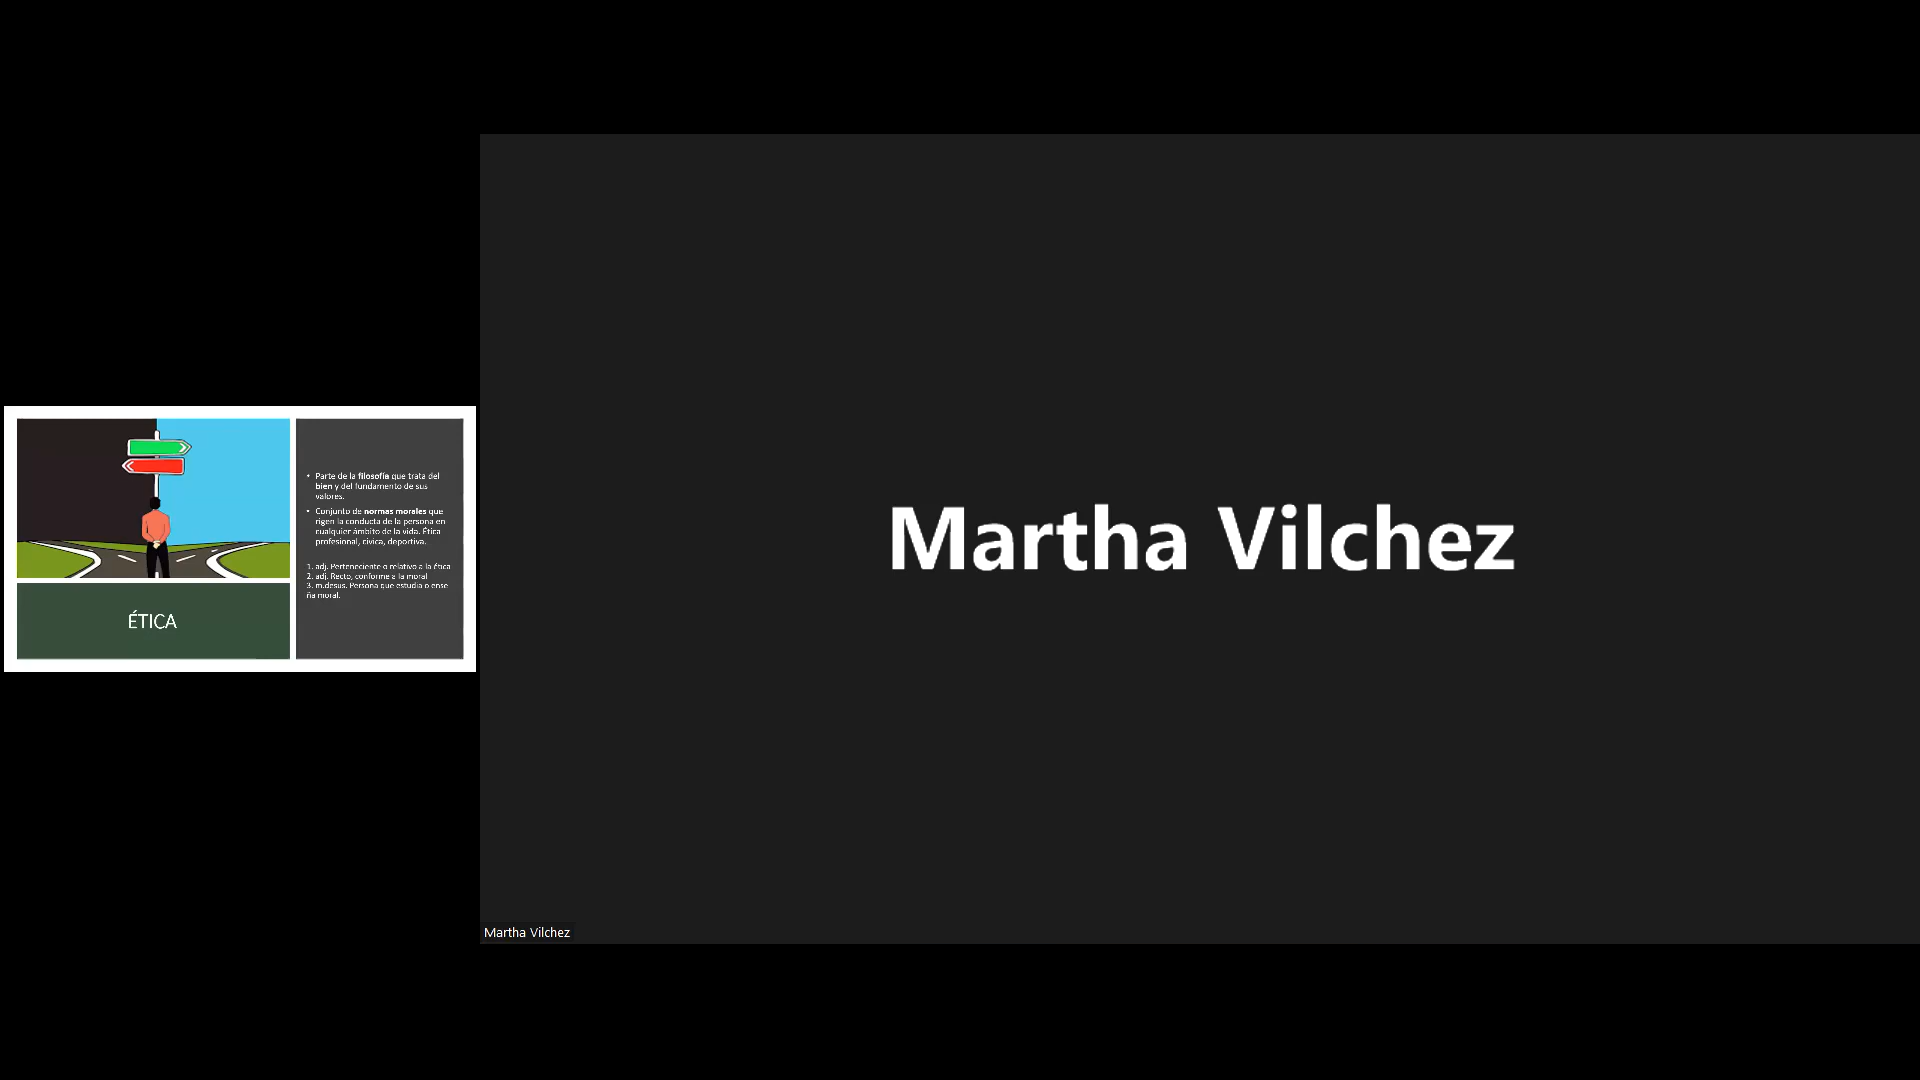 • Parte de la filosofía que trata del
bien y del fundamento de sus
valores.
• Conjunto de normas morales que
rigen la conducta de la persona en
cualquier ámbito de la vida. Ética
profesional, cívica, deportiva.
1. adj. Perteneciente o relativo a la ética
2. adj. Recto, conforme a la moral
3. m.desus. Persona que estudia o ense
ña moral.
ÉTICA
Martha Vilchez
Martha Vilchez